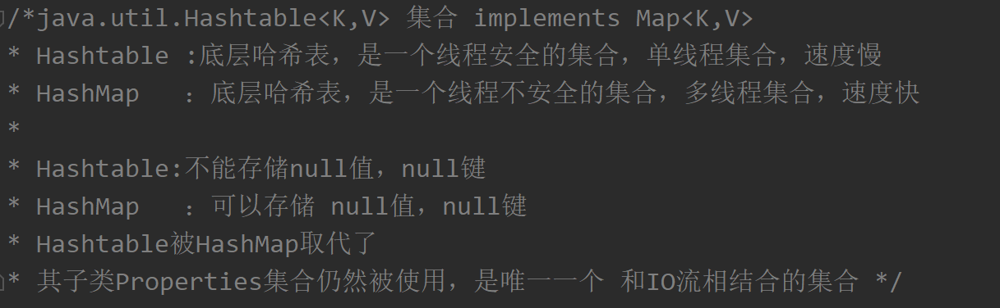 /*java.util.Hashtable<K,V> 集合 implements Map<K,V>
* Hashtable :底层哈希表，是一个线程安全的集合，单线程集合，速度慢
* HashMap   ：底层哈希表，是一个线程不安全的集合，多线程集合，速度快
*
* Hashtable:不能存储null值，null键
* HashMap   ：可以存储 null值，null键
* Hashtable被HashMap取代了
* 其子类Properties集合仍然被使用，是唯一一个 和IO流相结合的集合 */